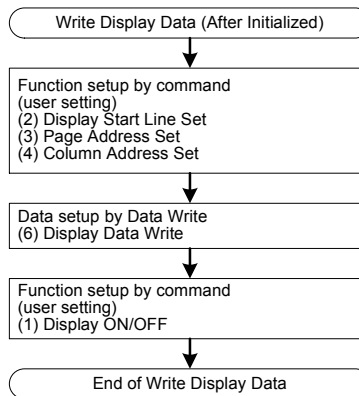 Write Display Data (After Initialized)
Function setup by command
(user setting)
(2) Display Start Line Set
(3) Page Address Set
(4) Column Address Set
Data setup by Data Write
(6) Display Data Write
Function setup by command
(user setting)
(1) Display ON/OFF
End of Write Display Data